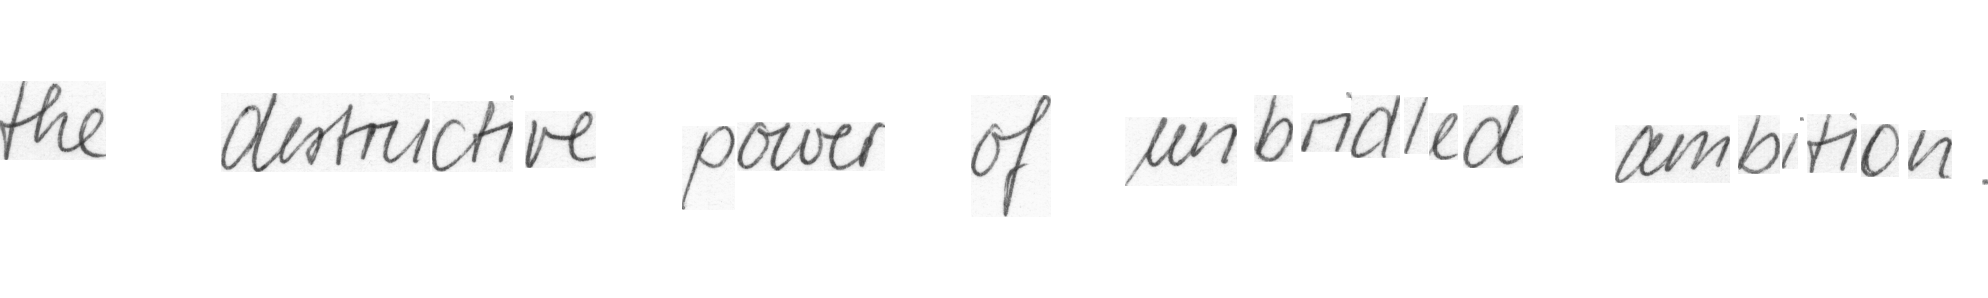 the destructive power of unbridled ambition.